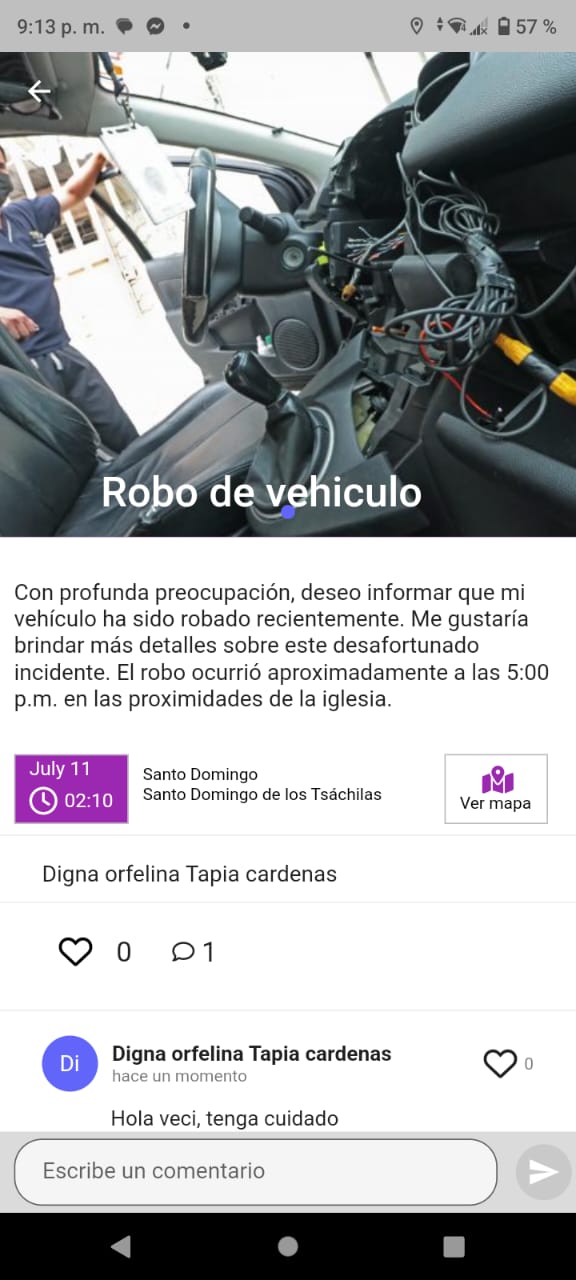 9:13 p. m.
57 %
Robo de vehiculo
Con profunda preocupación, deseo informar que mi
vehículo ha sido robado recientemente. Me gustaría
brindar más detalles sobre este desafortunado
incidente. El robo ocurrió aproximadamente a las 5:00
p.m. en las proximidades de la iglesia.
July 11
02:10
Santo Domingo
Santo Domingo de los Tsáchilas
Ver mapa
Digna orfelina Tapia cardenas
0
1
Di
Digna orfelina Tapia cardenas
hace un momento
0
Hola veci, tenga cuidado
Escribe un comentario